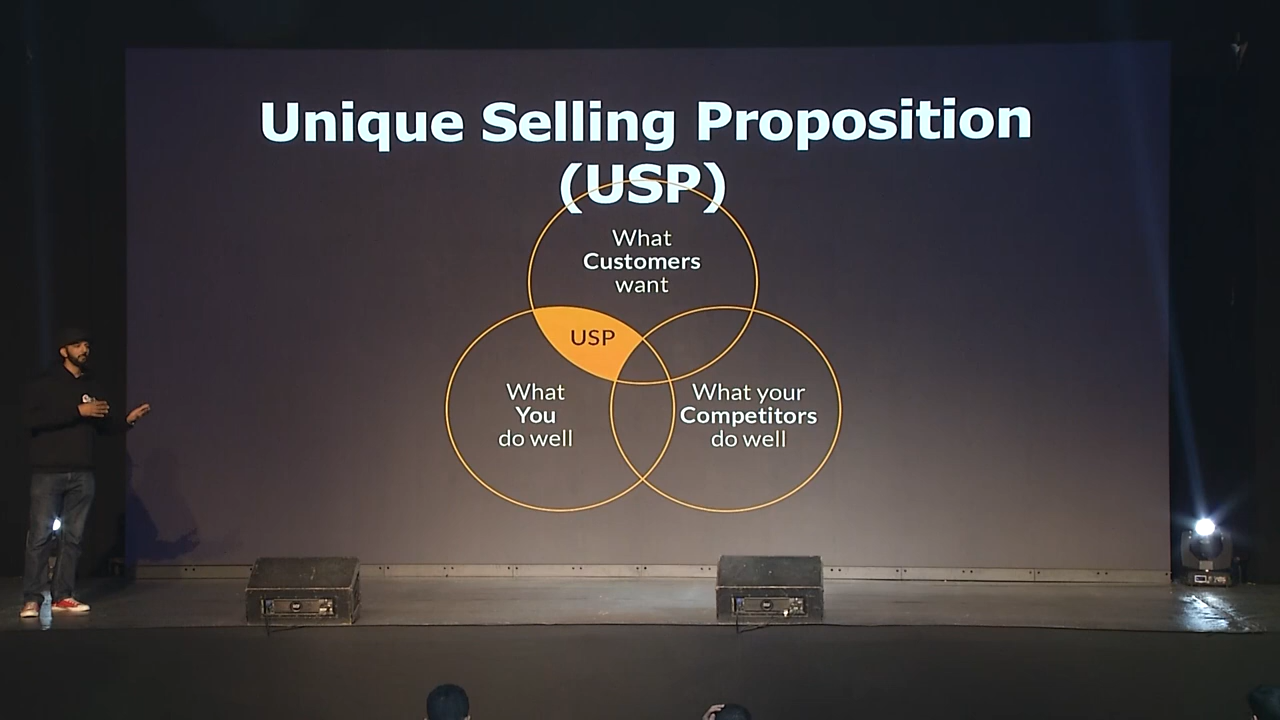 Unique Selling Proposition
(USP)
What
Customers
want
USP
What
You
do well
What your
Competitors
do well